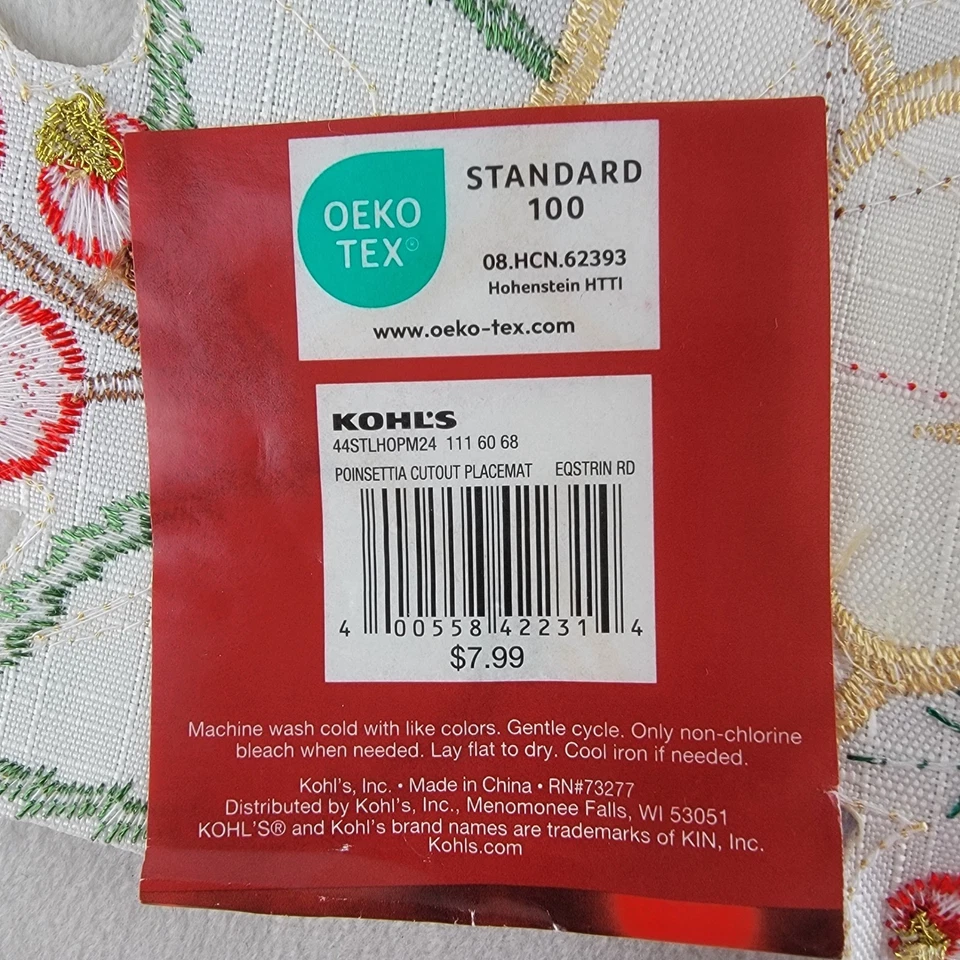 OEKO
TEX®
STANDARD
100
08.HCN.62393
Hohenstein HTTI
www.oeko-tex.com
KOHL'S
44STLHOPM24 111 60 68
POINSETTIA CUTOUT PLACEMAT EQSTRIN RD
4 00558 42231 4
$7.99
Machine wash cold with like colors. Gentle cycle. Only non-chlorine
bleach when needed. Lay flat to dry. Cool iron if needed.
Kohl's, Inc. • Made in China • RN#73277
Distributed by Kohl's, Inc., Menomonee Falls, WI 53051
KOHL'S® and Kohl's brand names are trademarks of KIN, Inc.
Kohls.com